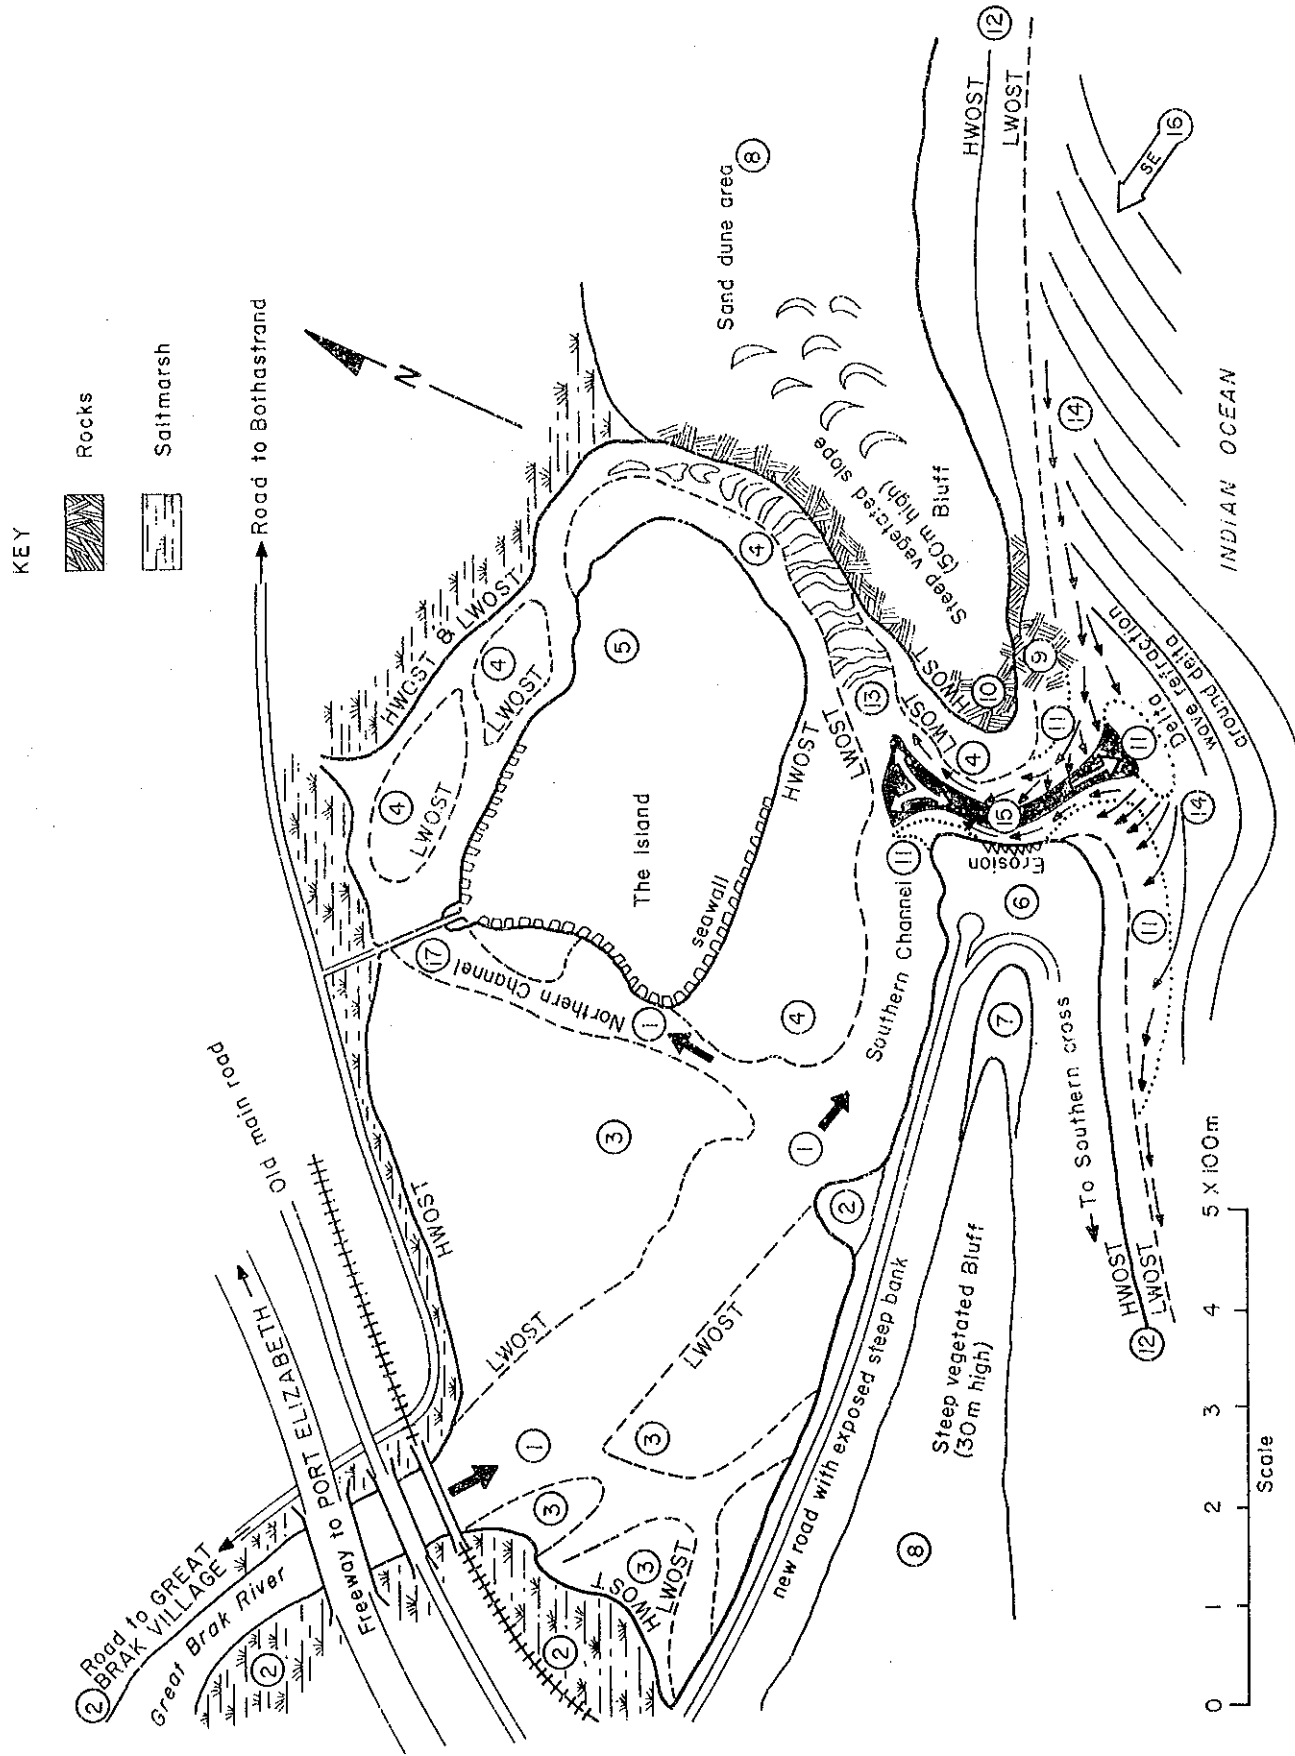 KEY
Rocks
Saltmarsh
Road to Bothastrand
N
Old main road
Freeway to PORT ELIZABETH
Road to GREAT
BRAK VILLAGE
2
Great Brak River
2
2
HWOST
HWOST & LWOST
4
LWOST
4
LWOST
5
The Island
seawall
17
Northern Channel
1
3
LWOST
1
3
3
HWOST
LWOST
3
LWOST
2
1
4
Southern Channel
HWOST
LWOST
4
13
LWOST
HWOST
4
10
9
11
11
11
11
15
Erosion
6
7
Steep vegetated slope
Bluff
(50m high)
Sand dune area
8
HWOST
12
LWOST
SE
16
14
INDIAN OCEAN
Delta
wave refraction
around delta
14
new road with exposed steep bank
Steep vegetated Bluff
(30m high)
8
To Southern cross
HWOST
LWOST
12
0 1 2 3 4 5 X 100m
Scale